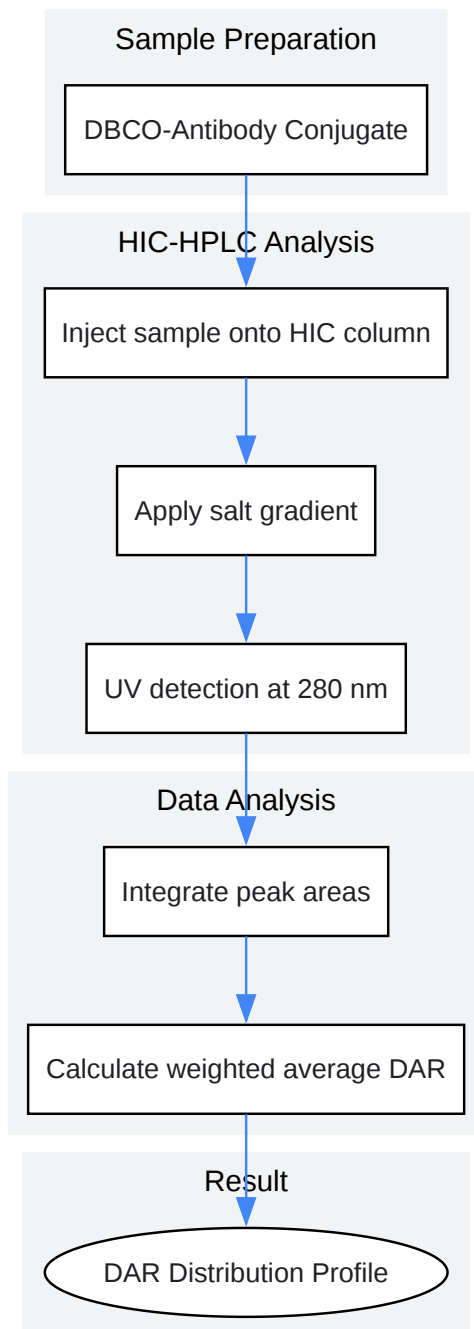 Sample Preparation
DBCO-Antibody Conjugate
HIC-HPLC Analysis
Inject sample onto HIC column
Apply salt gradient
UV detection at 280 nm
Data Analysis
Integrate peak areas
Calculate weighted average DAR
Result
DAR Distribution Profile